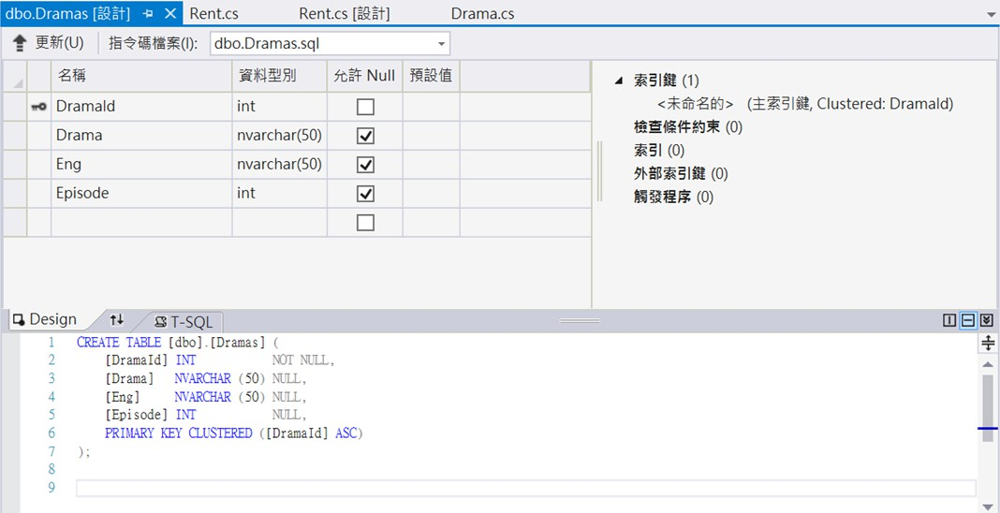 dbo.Dramas [設計] Rent.cs Rent.cs [設計] Drama.cs
更新(U) 指令碼檔案(I): dbo.Dramas.sql
名稱 資料型別 允許 Null 預設值
DramaId int
Drama nvarchar(50)
Eng nvarchar(50)
Episode int
索引鍵 (1)
<未命名的> (主索引鍵, Clustered: DramaId)
檢查條件約束 (0)
索引 (0)
外部索引鍵 (0)
觸發程序 (0)
Design T-SQL
1 CREATE TABLE [dbo].[Dramas] (
2 [DramaId] INT NOT NULL,
3 [Drama] NVARCHAR (50) NULL,
4 [Eng] NVARCHAR (50) NULL,
5 [Episode] INT NULL,
6 PRIMARY KEY CLUSTERED ([DramaId] ASC)
7 );
8
9